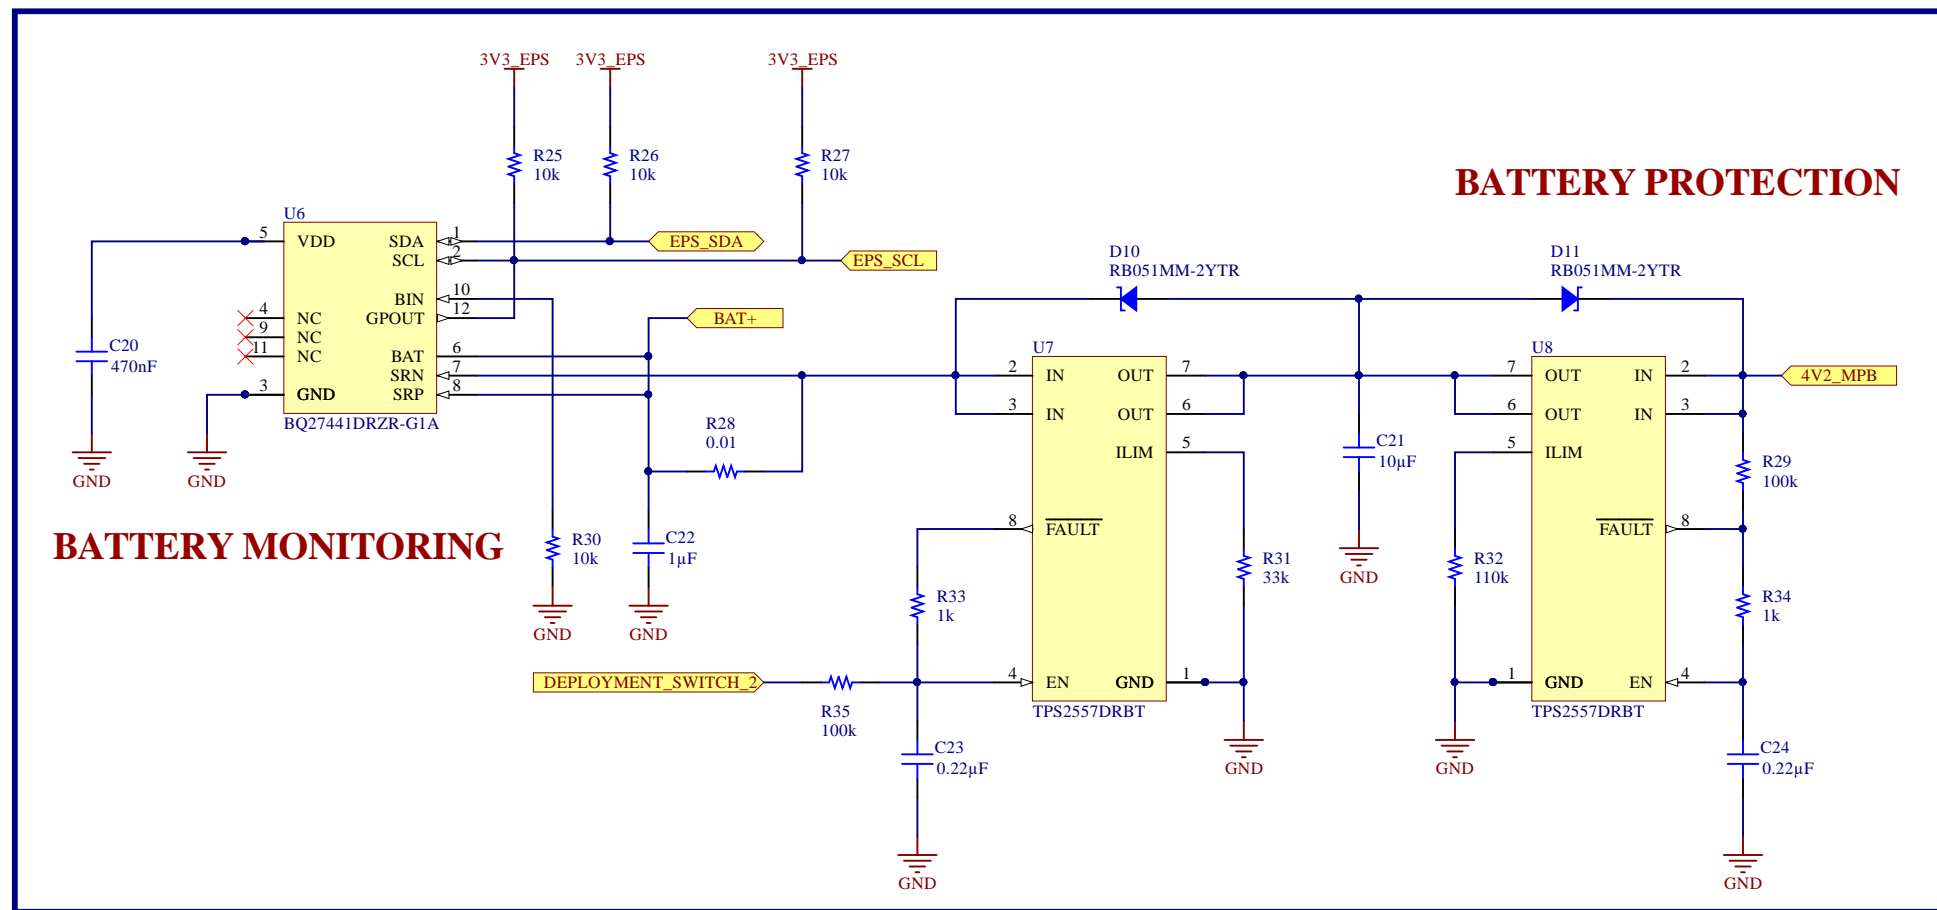 3V3_EPS 3V3_EPS 3V3_EPS
R25
10k
R26
10k
R27
10k
BATTERY PROTECTION
U6
5 VDD SDA 1
SCL 2
BIN 10
4 NC GPOUT 12
9 NC
11 NC BAT 6
SRN 7
3 GND SRP 8
BQ27441DRZR-G1A
EPS_SDA
EPS_SCL
BAT+
C20
470nF
GND
GND
R28
0.01
BATTERY MONITORING
R30
10k
GND
C22
1µF
GND
D10
RB051MM-2YTR
D11
RB051MM-2YTR
U7
2 IN OUT 7
3 IN OUT 6
ILIM 5
8 FAULT
4 EN GND 1
TPS2557DRBT
U8
7 OUT IN 2
6 OUT IN 3
5 ILIM
FAULT 8
1 GND EN 4
TPS2557DRBT
4V2_MPB
C21
10µF
GND
R29
100k
R31
33k
R32
110k
R33
1k
R34
1k
DEPLOYMENT_SWITCH_2
R35
100k
C23
0.22µF
C24
0.22µF
GND
GND
GND
GND